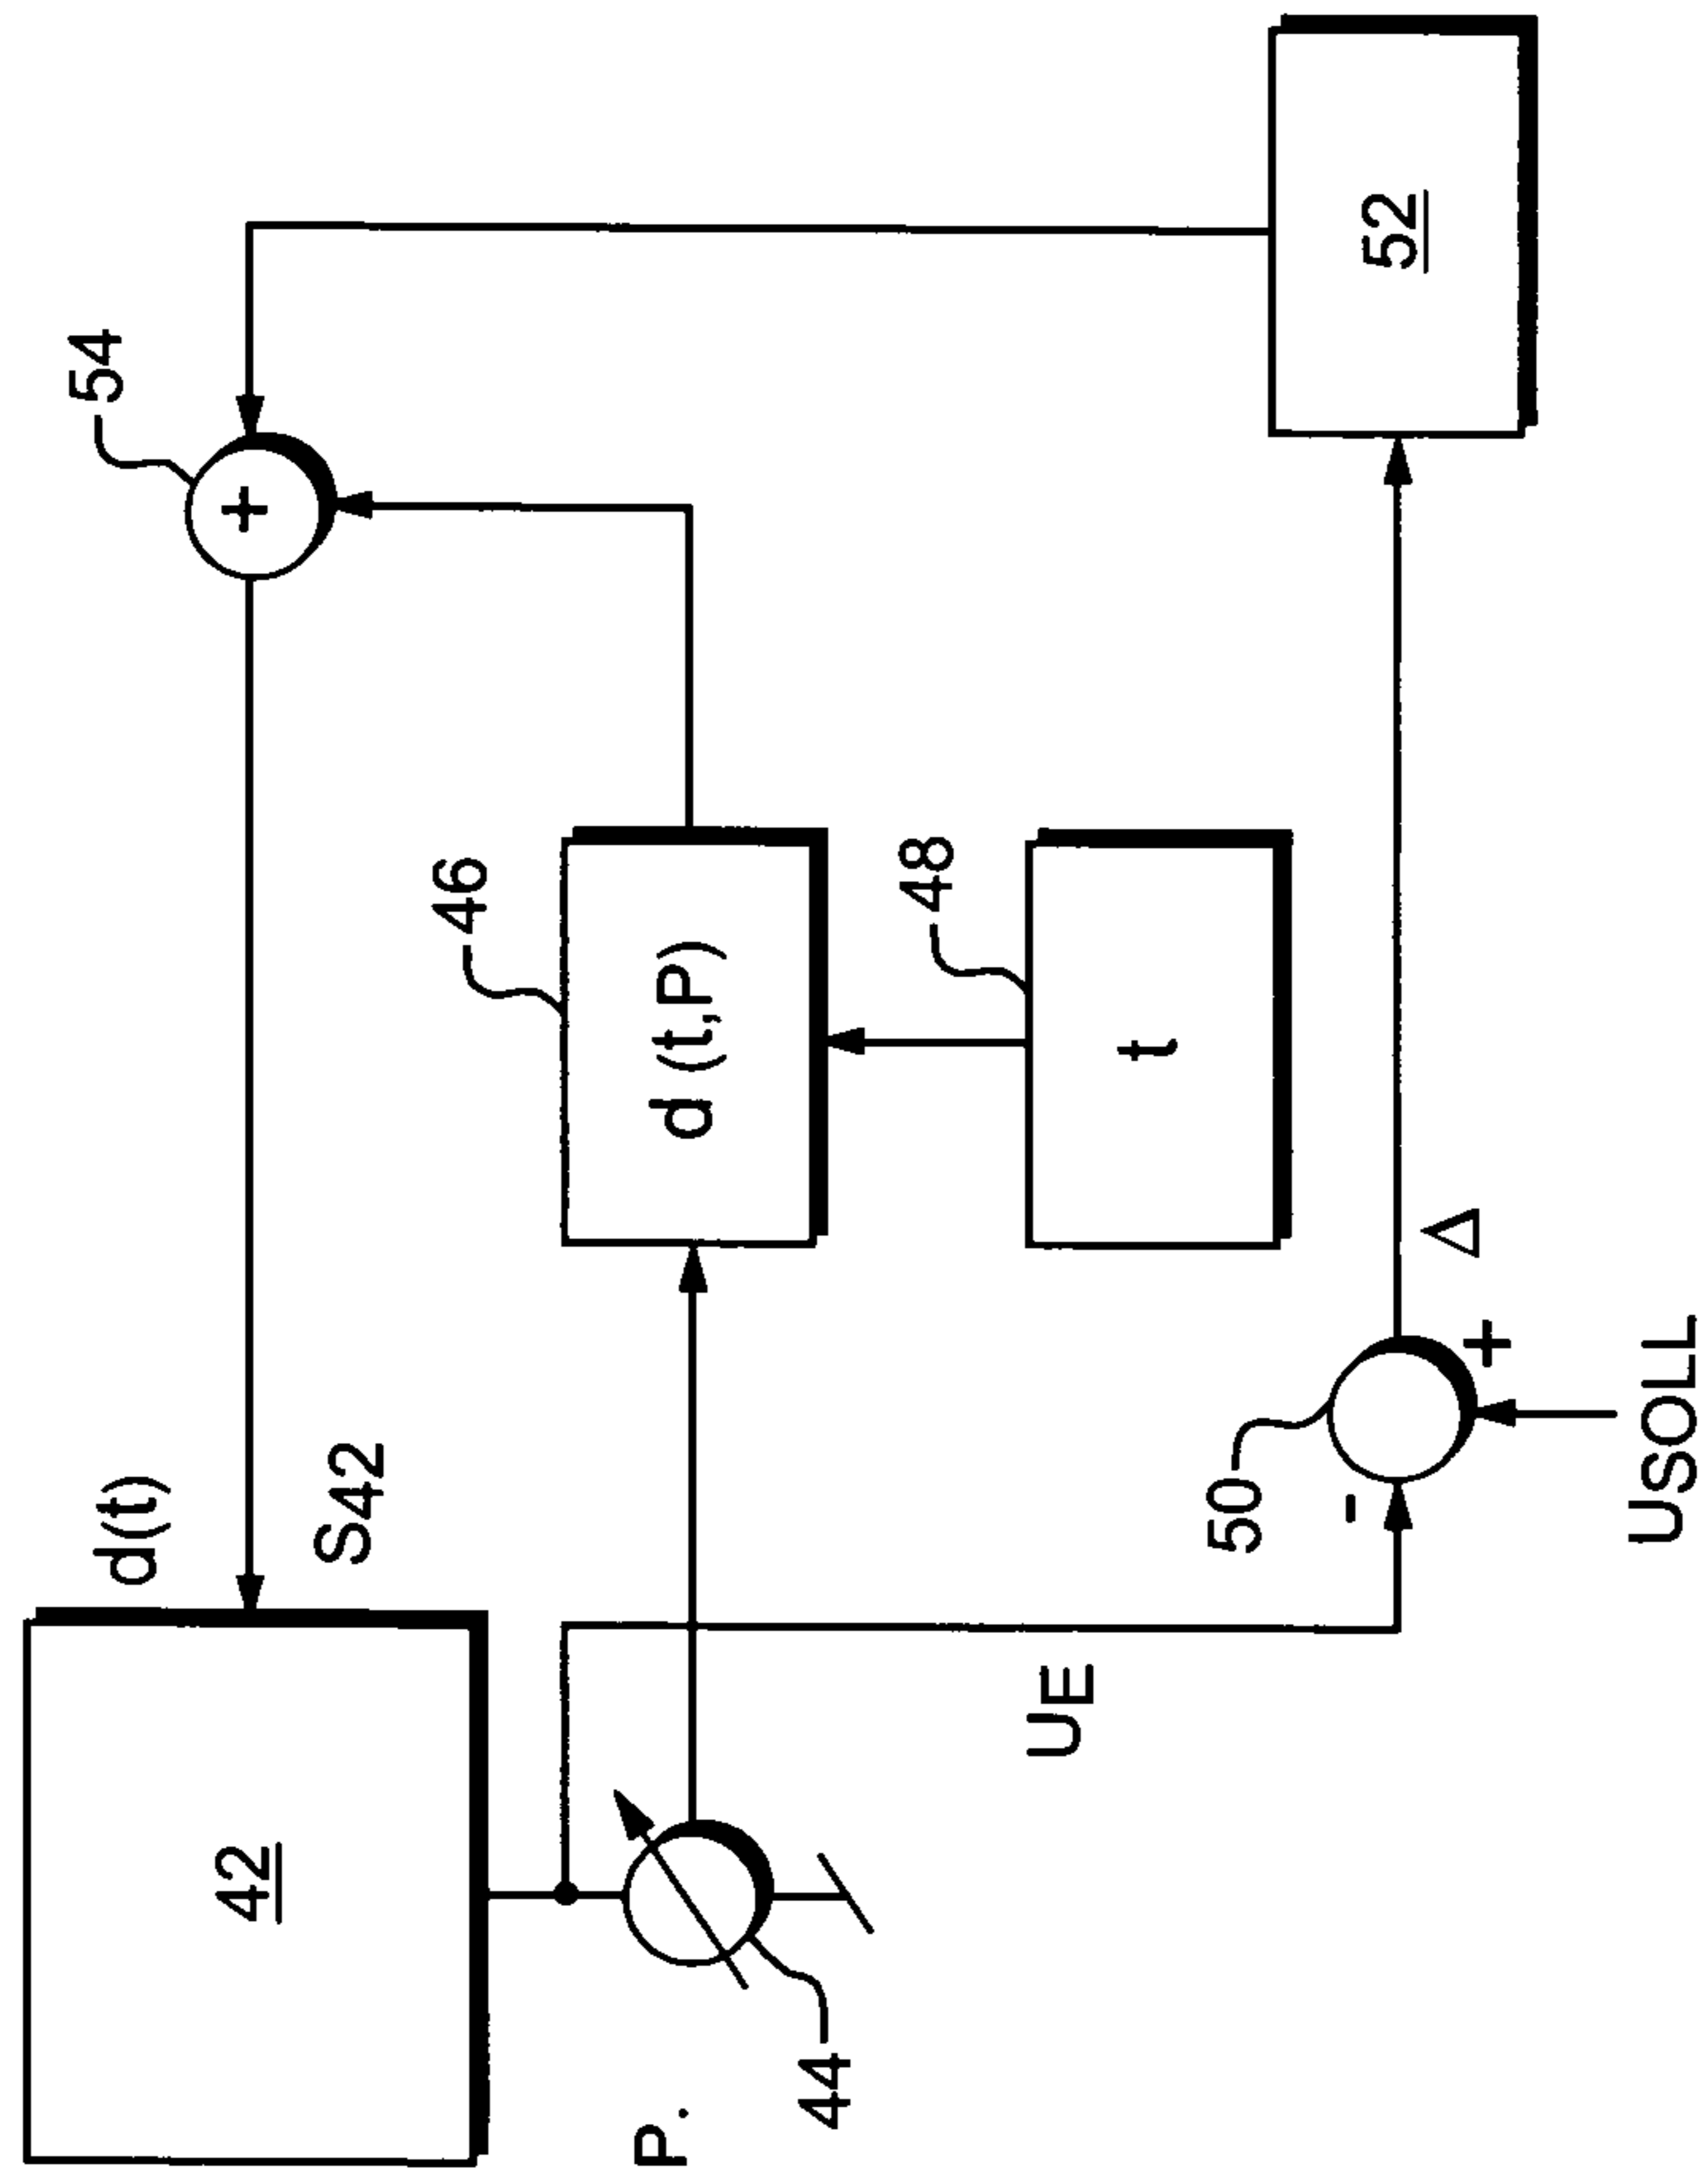 42
d(t)
S42
54
P.
44
46
d (t,P)
48
t
UE
50
-
+
USOLL
Δ
52
+